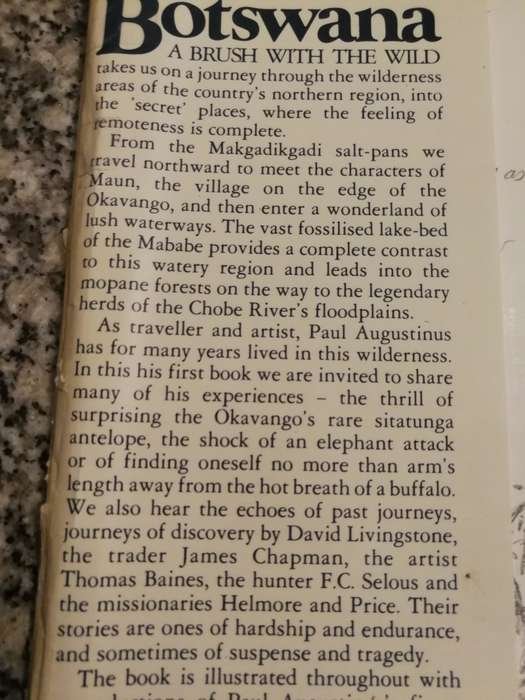 Botswana
A BRUSH WITH THE WILD
takes us on a journey through the wilderness
areas of the country's northern region, into
the 'secret' places, where the feeling of
remoteness is complete.
From the Makgadikgadi salt-pans we
travel northward to meet the characters of
Maun, the village on the edge of the
Okavango, and then enter a wonderland of
lush waterways. The vast fossilised lake-bed
of the Mababe provides a complete contrast
to this watery region and leads into the
mopane forests on the way to the legendary
herds of the Chobe River's floodplains.
As traveller and artist, Paul Augustinus
has for many years lived in this wilderness.
In this his first book we are invited to share
many of his experiences – the thrill of
surprising the Okavango's rare sitatunga
antelope, the shock of an elephant attack
or of finding oneself no more than arm's
length away from the hot breath of a buffalo.
We also hear the echoes of past journeys,
journeys of discovery by David Livingstone,
the trader James Chapman, the artist
Thomas Baines, the hunter F.C. Selous and
the missionaries Helmore and Price. Their
stories are ones of hardship and endurance,
and sometimes of suspense and tragedy.
The book is illustrated throughout with
of Paul